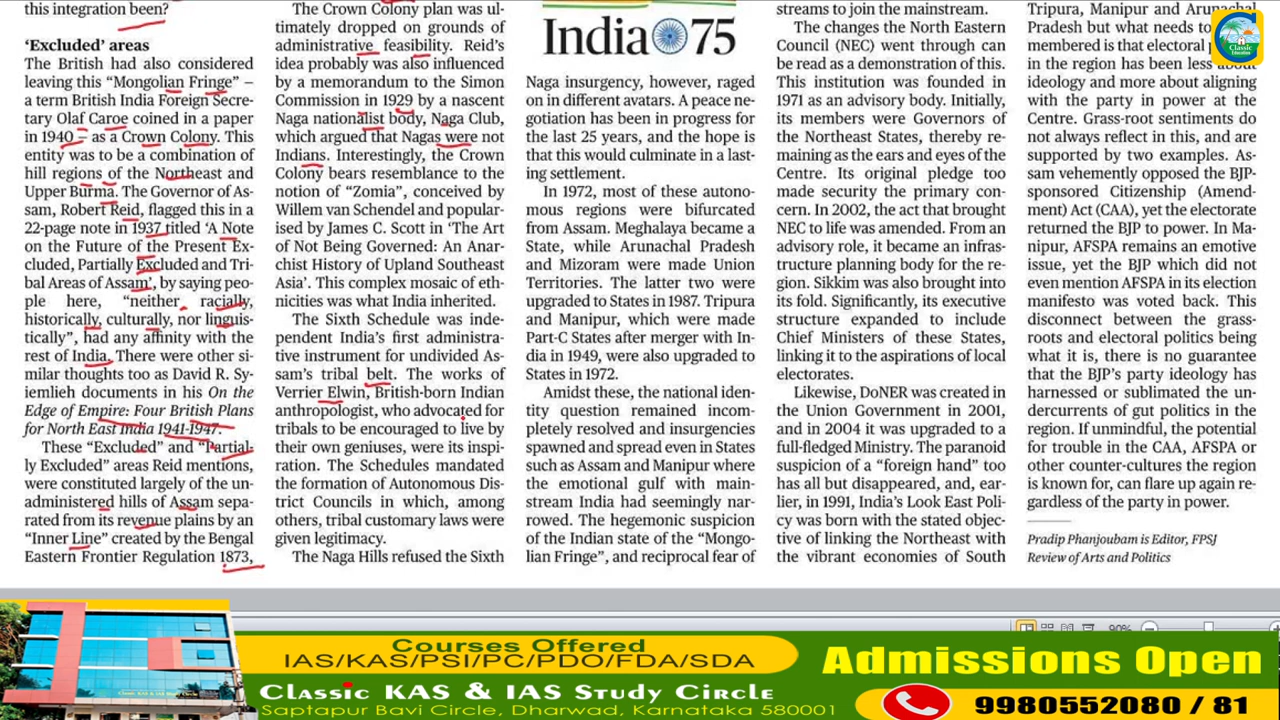 this integration been?
'Excluded' areas
The British had also considered
leaving this "Mongolian Fringe" –
a term British India Foreign Secre-
tary Olaf Caroe coined in a paper
in 1940 – as a Crown Colony. This
entity was to be a combination of
hill regions of the Northeast and
Upper Burma. The Governor of As-
sam, Robert Reid, flagged this in a
22-page note in 1937 titled 'A Note
on the Future of the Present Ex-
cluded, Partially Excluded and Tri-
bal Areas of Assam', by saying peo-
ple here, "neither racially,
historically, culturally, nor linguis-
tically", had any affinity with the
rest of India. There were other si-
milar thoughts too as David R. Sy-
iemlieh documents in his On the
Edge of Empire: Four British Plans
for North East India 1941-1947.
These "Excluded" and "Partial-
ly Excluded" areas Reid mentions,
were constituted largely of the un-
administered hills of Assam sepa-
rated from its revenue plains by an
"Inner Line" created by the Bengal
Eastern Frontier Regulation 1873,
The Crown Colony plan was ul-
timately dropped on grounds of
administrative feasibility. Reid's
idea probably was also influenced
by a memorandum to the Simon
Commission in 1929 by a nascent
Naga nationalist body, Naga Club,
which argued that Nagas were not
Indians. Interestingly, the Crown
Colony bears resemblance to the
notion of "Zomia", conceived by
Willem van Schendel and popular-
ised by James C. Scott in 'The Art
of Not Being Governed: An Anar-
chist History of Upland Southeast
Asia'. This complex mosaic of eth-
nicities was what India inherited.
The Sixth Schedule was inde-
pendent India's first administra-
tive instrument for undivided As-
sam's tribal belt. The works of
Verrier Elwin, British-born Indian
anthropologist, who advocated for
tribals to be encouraged to live by
their own geniuses, were its inspi-
ration. The Schedules mandated
the formation of Autonomous Dis-
trict Councils in which, among
others, tribal customary laws were
given legitimacy.
The Naga Hills refused the Sixth
India 75
Naga insurgency, however, raged
on in different avatars. A peace ne-
gotiation has been in progress for
the last 25 years, and the hope is
that this would culminate in a last-
ing settlement.
In 1972, most of these autono-
mous regions were bifurcated
from Assam. Meghalaya became a
State, while Arunachal Pradesh
and Mizoram were made Union
Territories. The latter two were
upgraded to States in 1987. Tripura
and Manipur, which were made
Part-C States after merger with In-
dia in 1949, were also upgraded to
States in 1972.
Amidst these, the national iden-
tity question remained incom-
pletely resolved and insurgencies
spawned and spread even in States
such as Assam and Manipur where
the emotional gulf with main-
stream India had seemingly nar-
rowed. The hegemonic suspicion
of the Indian state of the "Mongo-
lian Fringe", and reciprocal fear of
streams to join the mainstream.
The changes the North Eastern
Council (NEC) went through can
be read as a demonstration of this.
This institution was founded in
1971 as an advisory body. Initially,
its members were Governors of
the Northeast States, thereby re-
maining as the ears and eyes of the
Centre. Its original pledge too
made security the primary con-
cern. In 2002, the act that brought
NEC to life was amended. From an
advisory role, it became an infras-
tructure planning body for the re-
gion. Sikkim was also brought into
its fold. Significantly, its executive
structure expanded to include
Chief Ministers of these States,
linking it to the aspirations of local
electorates.
Likewise, DoNER was created in
the Union Government in 2001,
and in 2004 it was upgraded to a
full-fledged Ministry. The paranoid
suspicion of a "foreign hand" too
has all but disappeared, and, ear-
lier, in 1991, India's Look East Poli-
cy was born with the stated objec-
tive of linking the Northeast with
the vibrant economies of South
Tripura, Manipur and Arunachal
Pradesh but what needs to
membered is that electoral
in the region has been less about
ideology and more about aligning
with the party in power at the
Centre. Grass-root sentiments do
not always reflect in this, and are
supported by two examples. As-
sam vehemently opposed the BJP-
sponsored Citizenship (Amend-
ment) Act (CAA), yet the electorate
returned the BJP to power. In Ma-
nipur, AFSPA remains an emotive
issue, yet the BJP which did not
even mention AFSPA in its election
manifesto was voted back. This
disconnect between the grass-
roots and electoral politics being
what it is, there is no guarantee
that the BJP's party ideology has
harnessed or sublimated the un-
dercurrents of gut politics in the
region. If unmindful, the potential
for trouble in the CAA, AFSPA or
other counter-cultures the region
is known for, can flare up again re-
gardless of the party in power.
Pradip Phanjoubam is Editor, FPSJ
Review of Arts and Politics
Classic
Education
90%
Courses Offered
IAS/KAS/PSI/PC/PDO/FDA/SDA
Classic KAS & IAS Study Circle
Saptapur Bavi Circle, Dharwad, Karnataka 580001
Admissions Open
9980552080 / 81